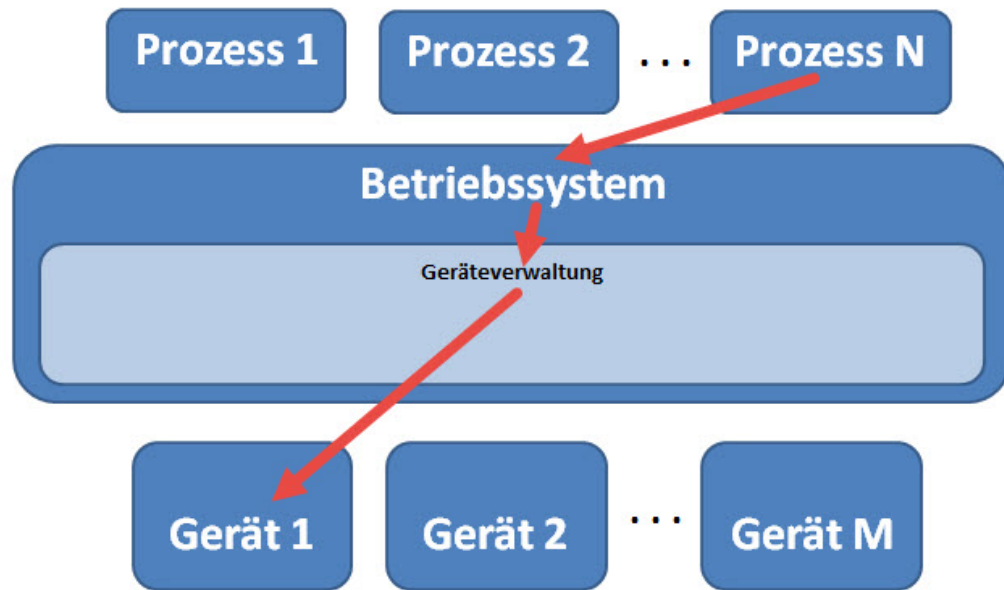 Prozess 1
Prozess 2
. . .
Prozess N
Betriebssystem
Geräteverwaltung
Gerät 1
Gerät 2
. . .
Gerät M